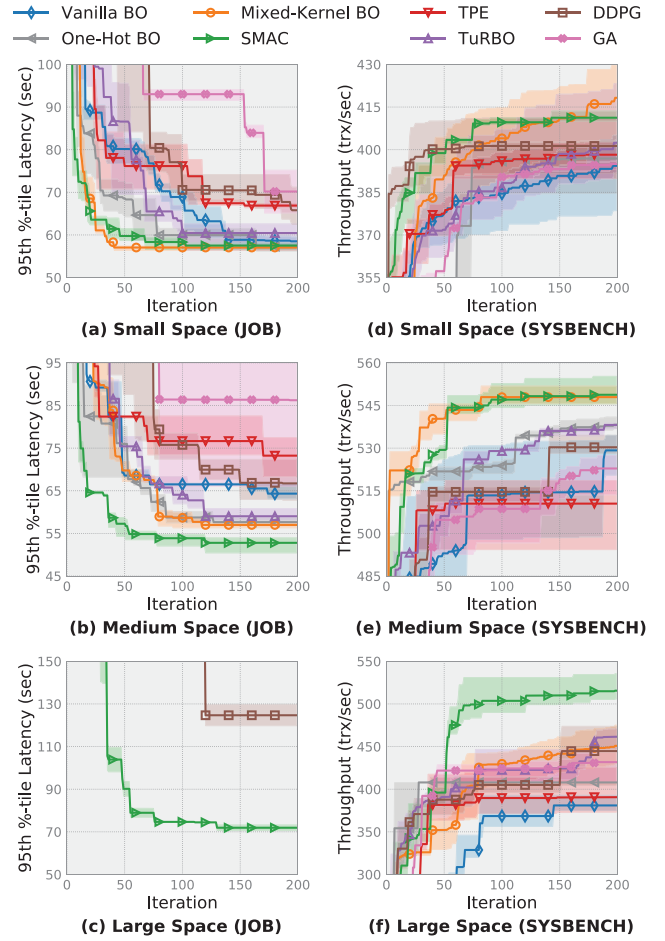 Vanilla BO Mixed-Kernel BO TPE DDPG
One-Hot BO SMAC TuRBO GA
95th %-tile Latency (sec)
100
90
80
70
60
50
0 50 100 150 200
Iteration
(a) Small Space (JOB)
Throughput (trx/sec)
430
415
400
385
370
355
0 50 100 150 200
Iteration
(d) Small Space (SYSBENCH)
95th %-tile Latency (sec)
95
85
75
65
55
45
0 50 100 150 200
Iteration
(b) Medium Space (JOB)
Throughput (trx/sec)
560
545
530
515
500
485
0 50 100 150 200
Iteration
(e) Medium Space (SYSBENCH)
95th %-tile Latency (sec)
150
130
110
90
70
50
0 50 100 150 200
Iteration
(c) Large Space (JOB)
Throughput (trx/sec)
500
450
400
350
300
0 50 100 150 200
Iteration
(f) Large Space (SYSBENCH)